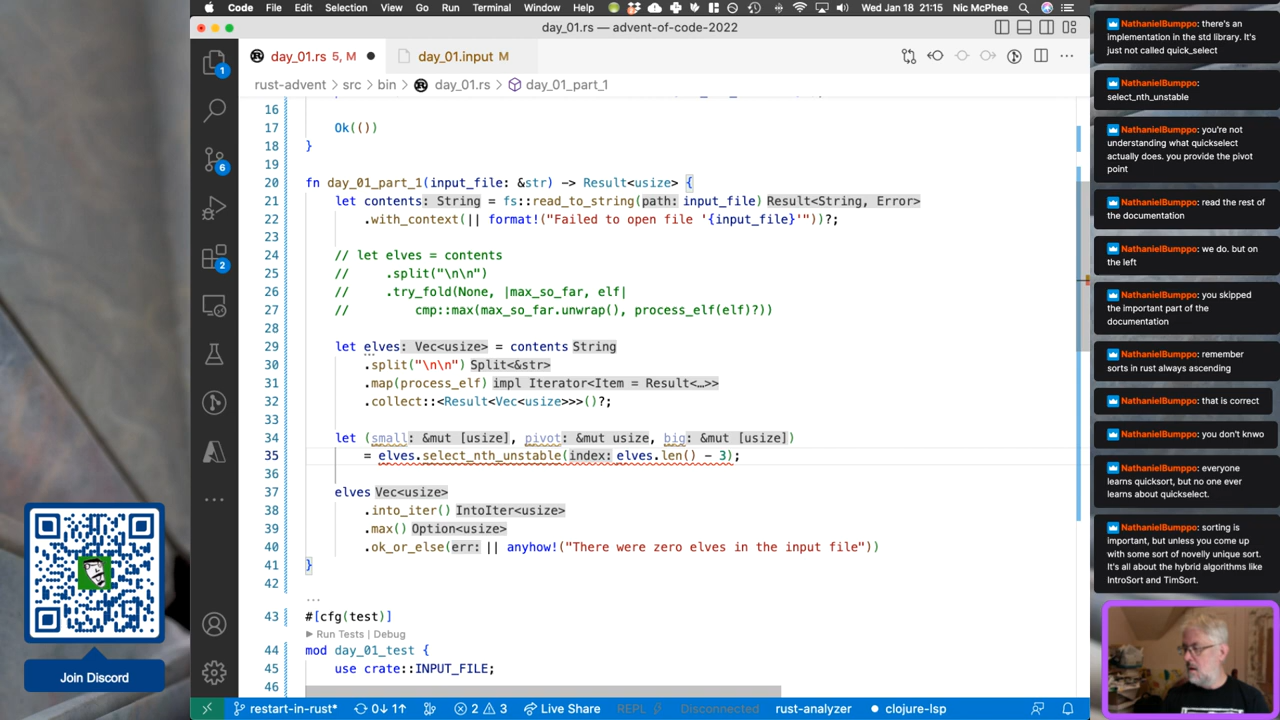 Code File Edit Selection View Go Run Terminal Window Help Wed Jan 18 21:15 Nic McPhee
day_01.rs — advent-of-code-2022
day_01.rs 5, M day_01.input M
rust-advent > src > bin > day_01.rs > day_01_part_1
16
17 Ok(())
18 }
19
20 fn day_01_part_1(input_file: &str) -> Result<usize> {
21 let contents: String = fs::read_to_string(path: input_file) Result<String, Error>
22 .with_context(|| format!("Failed to open file '{input_file}'"))?;
23
24 // let elves = contents
25 // .split("\n\n")
26 // .try_fold(None, |max_so_far, elf|
27 // cmp::max(max_so_far.unwrap(), process_elf(elf)?))
28
29 let elves: Vec<usize> = contents String
30 .split("\n\n") Split<&str>
31 .map(process_elf) impl Iterator<Item = Result<…>>
32 .collect::<Result<Vec<usize>>>()?;
33
34 let (small: &mut [usize], pivot: &mut usize, big: &mut [usize])
35 = elves.select_nth_unstable(index: elves.len() - 3);
36
37 elves Vec<usize>
38 .into_iter() IntoIter<usize>
39 .max() Option<usize>
40 .ok_or_else(err: || anyhow!("There were zero elves in the input file"))
41 }
42
...
43 #[cfg(test)]
▶ Run Tests | Debug
44 mod day_01_test {
45 use crate::INPUT_FILE;
46
1
6
2
Join Discord
restart-in-rust* 0↓ 1↑ 2 3 Live Share REPL Disconnected rust-analyzer clojure-lsp
NathanielBumppo: there's an
implementation in the std library. It's
just not called quick_select
NathanielBumppo:
select_nth_unstable
NathanielBumppo: you're not
understanding what quickselect
actually does. you provide the pivot
point
NathanielBumppo: read the rest of
the documentation
NathanielBumppo: we do. but on
the left
NathanielBumppo: you skipped
the important part of the
documentation
NathanielBumppo: remember
sorts in rust always ascending
NathanielBumppo: that is correct
NathanielBumppo: you don't knwo
NathanielBumppo: everyone
learns quicksort, but no one ever
learns about quickselect.
NathanielBumppo: sorting is
important, but unless you come up
with some sort of novelly unique sort.
It's all about the hybrid algorithms like
IntroSort and TimSort.